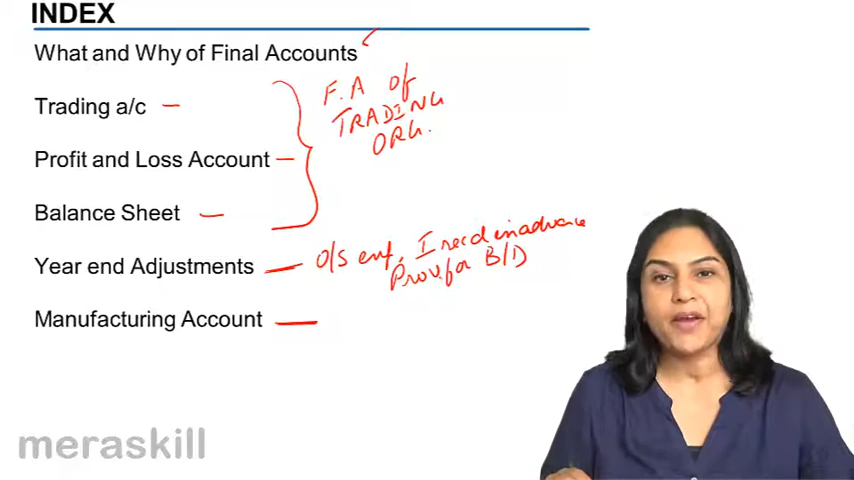 INDEX
What and Why of Final Accounts
Trading a/c
F.A of
TRADING
ORG.
Profit and Loss Account
Balance Sheet
Year end Adjustments
O/S exp, I recd in advance
Prov. for B/D
Manufacturing Account
meraskill